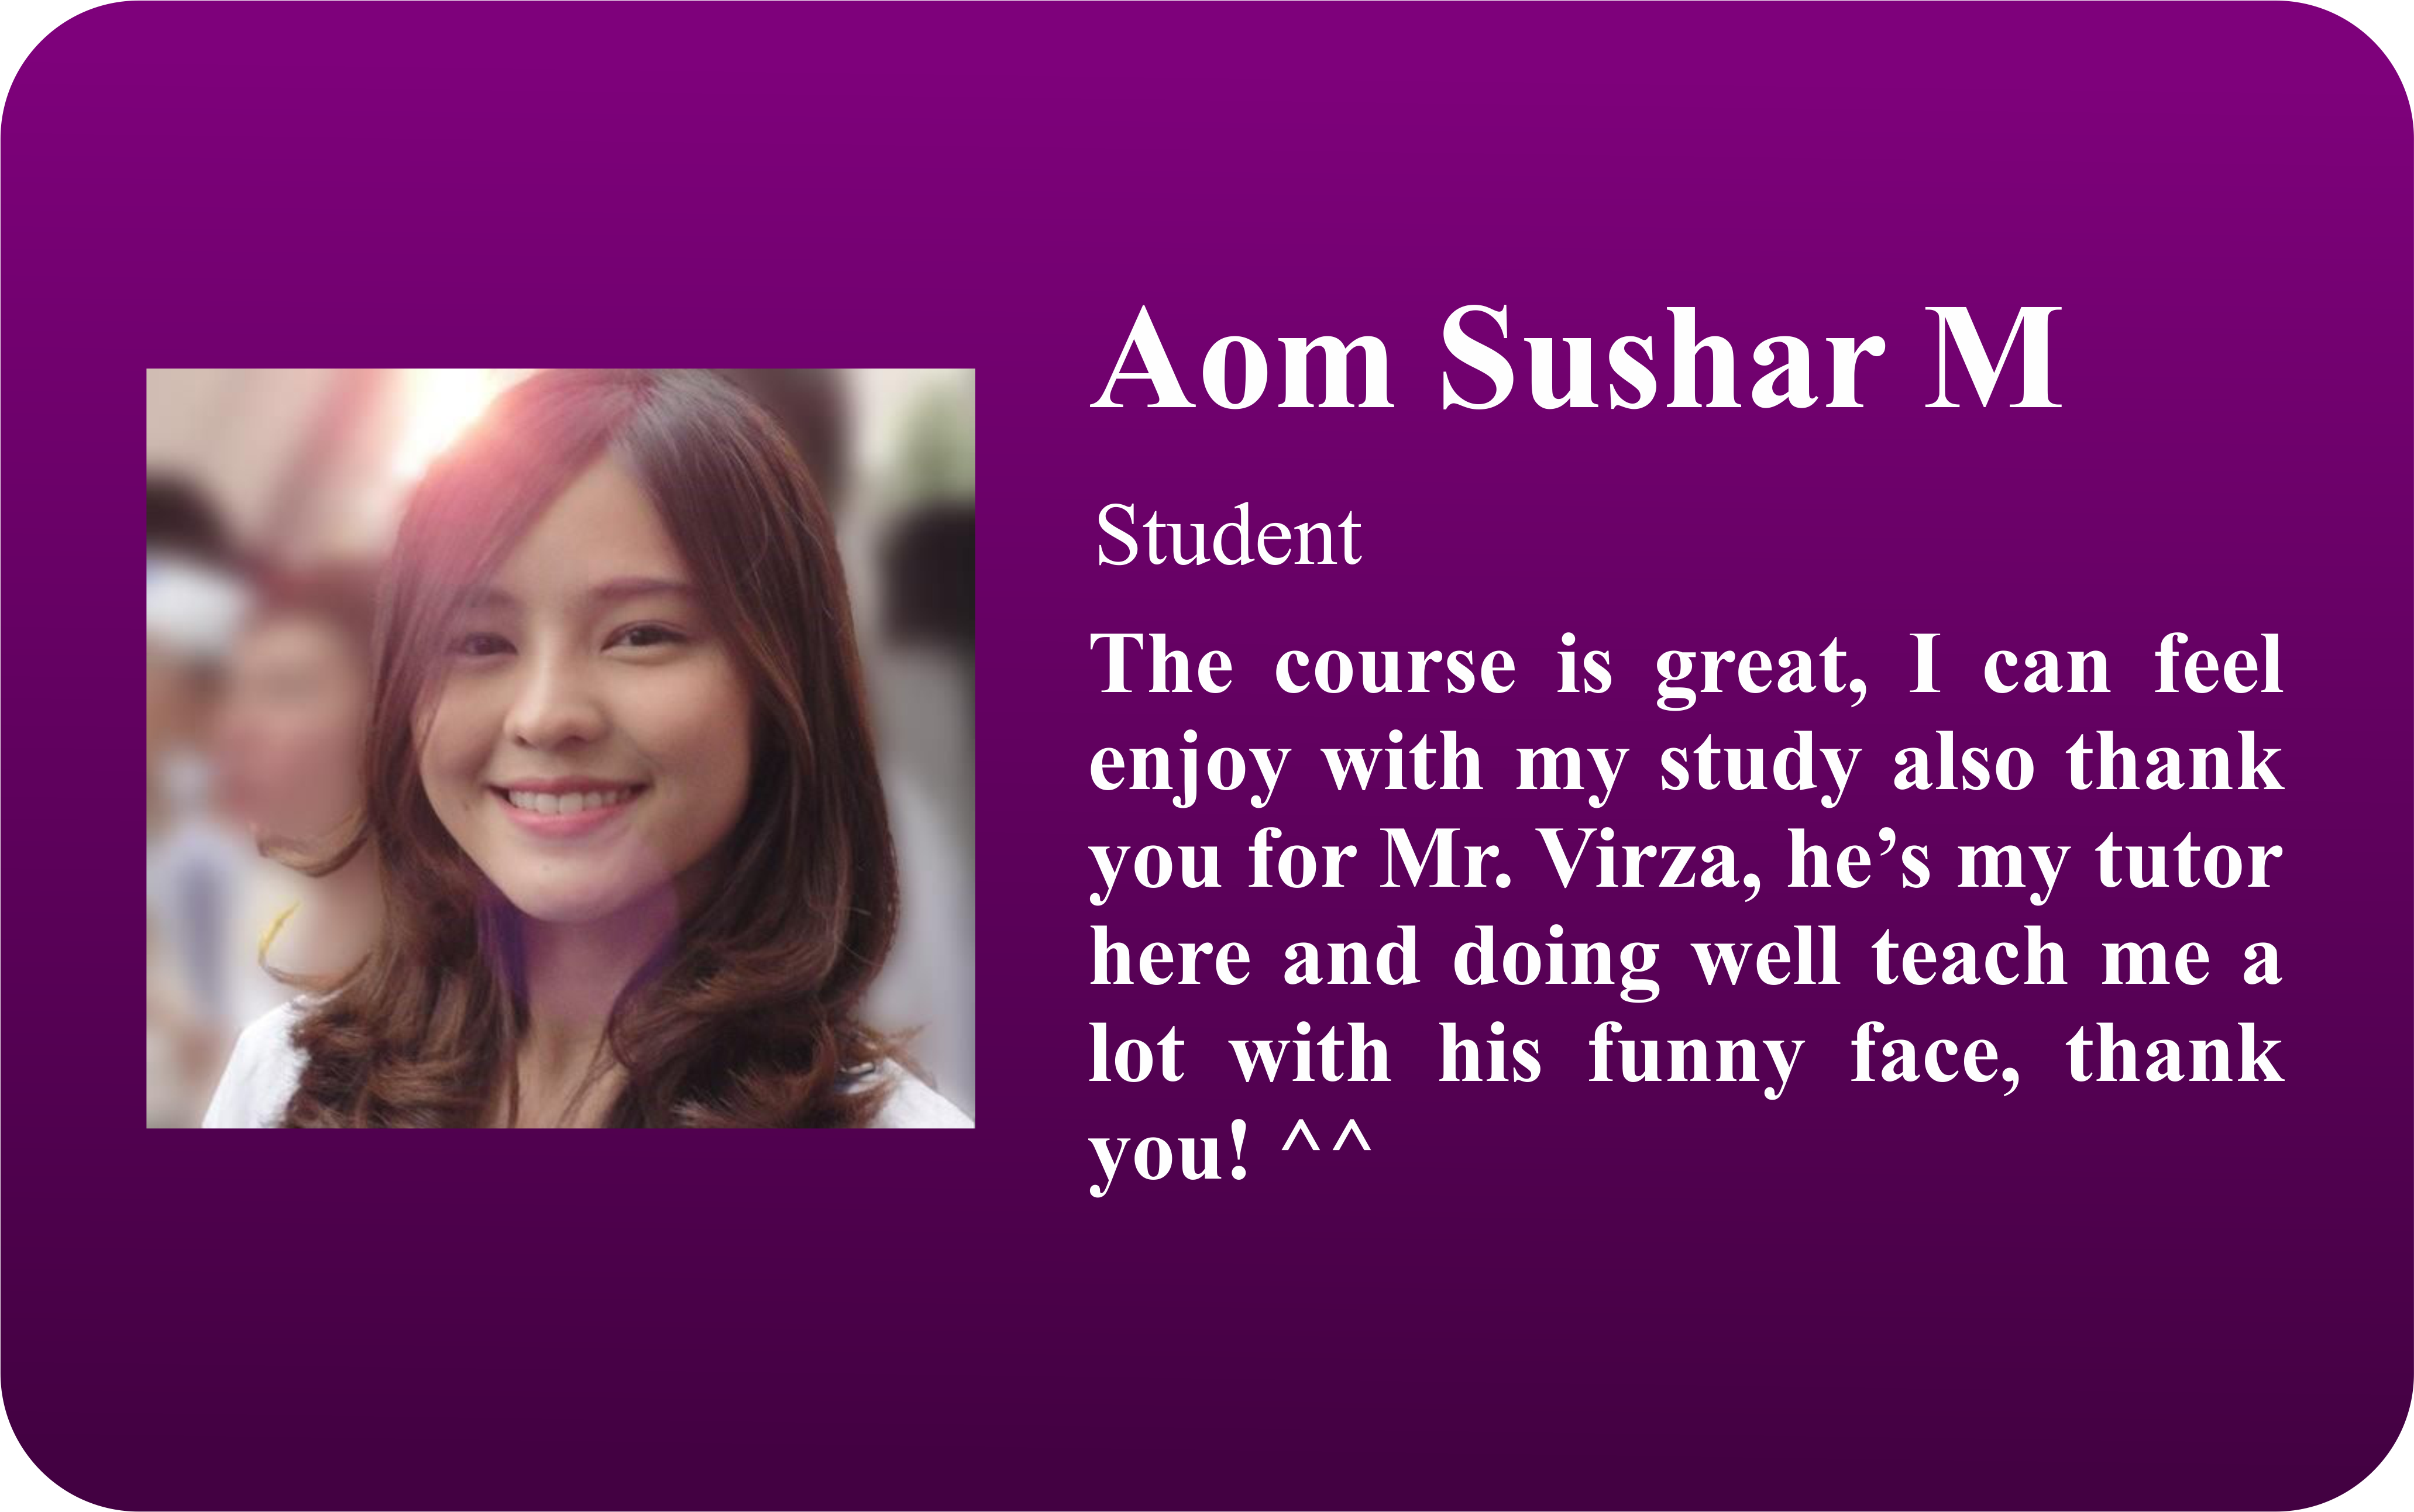 Aom Sushar M
Student
The course is great, I can feel
enjoy with my study also thank
you for Mr. Virza, he’s my tutor
here and doing well teach me a
lot with his funny face, thank
you! ^^